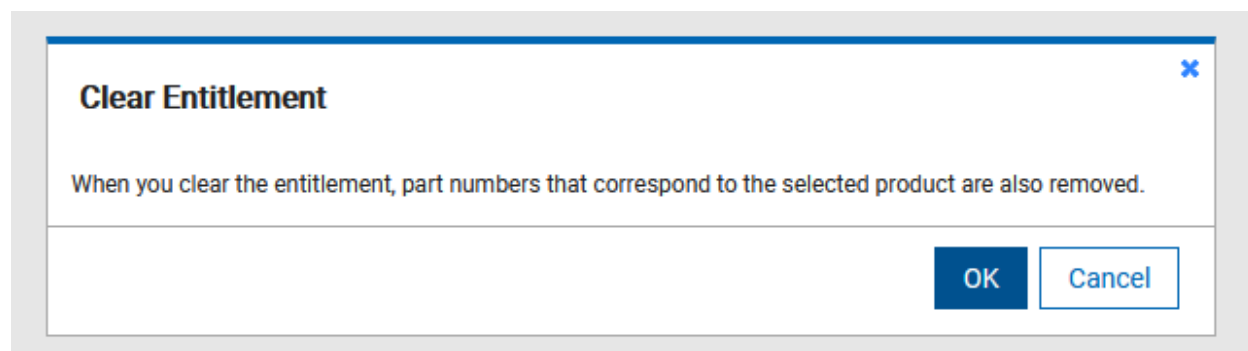 Clear Entitlement
When you clear the entitlement, part numbers that correspond to the selected product are also removed.
OK Cancel